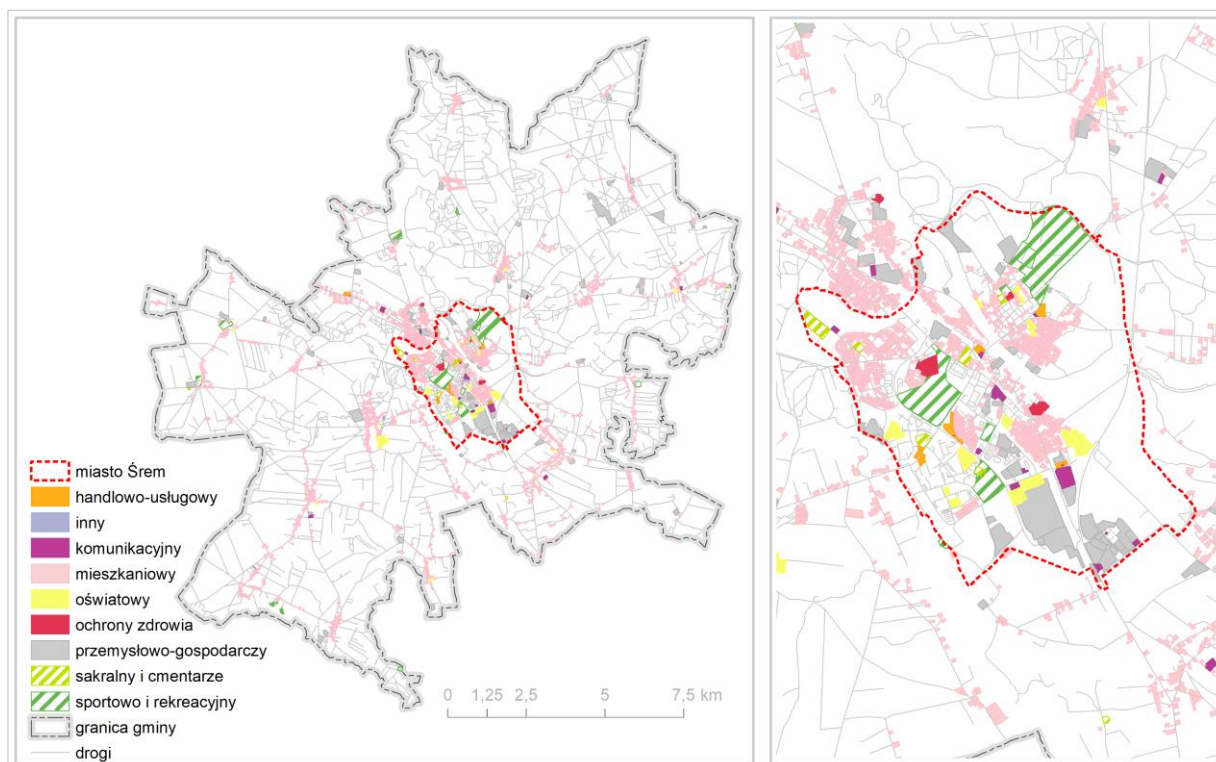 miasto Śrem
handlowo-usługowy
inny
komunikacyjny
mieszkaniowy
oświatowy
ochrony zdrowia
przemysłowo-gospodarczy
sakralny i cmentarze
sportowo i rekreacyjny
granica gminy
drogi
0 1,25 2,5 5 7,5 km